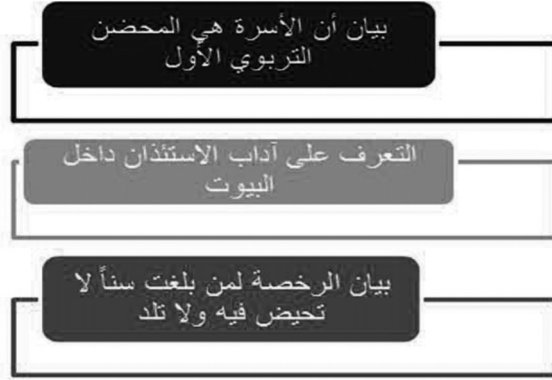 بيان أن الأسرة هي المحضن
التربوي الأول
التعرف على آداب الاستئذان داخل
البيوت
بيان الرخصة لمن بلغت سناً لا
تحيض فيه ولا تلد